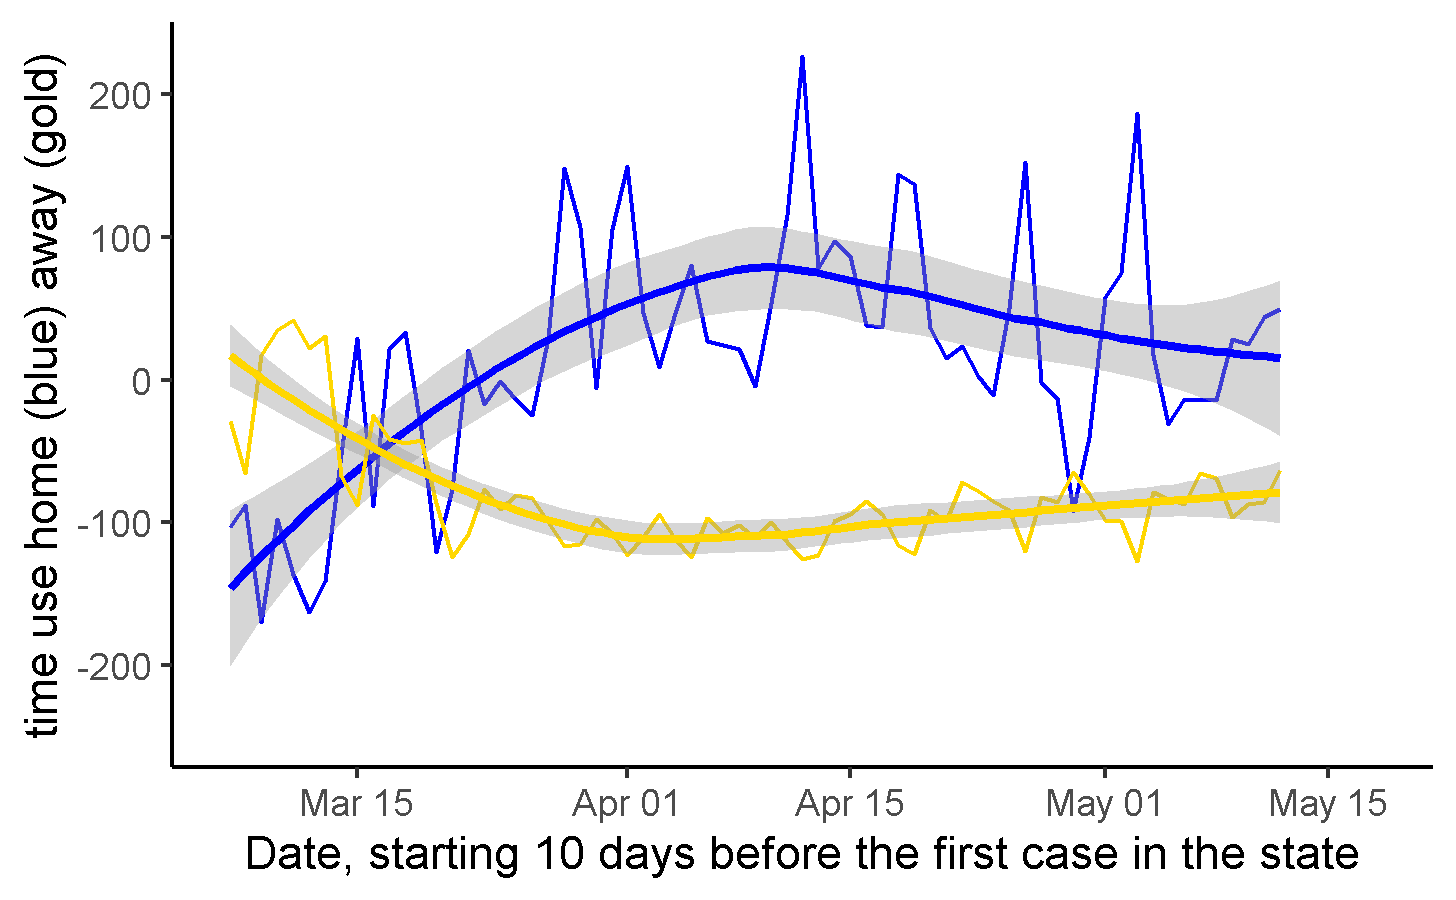 time use home (blue) away (gold)
200
100
0
-100
-200
Mar 15
Apr 01
Apr 15
May 01
May 15
Date, starting 10 days before the first case in the state